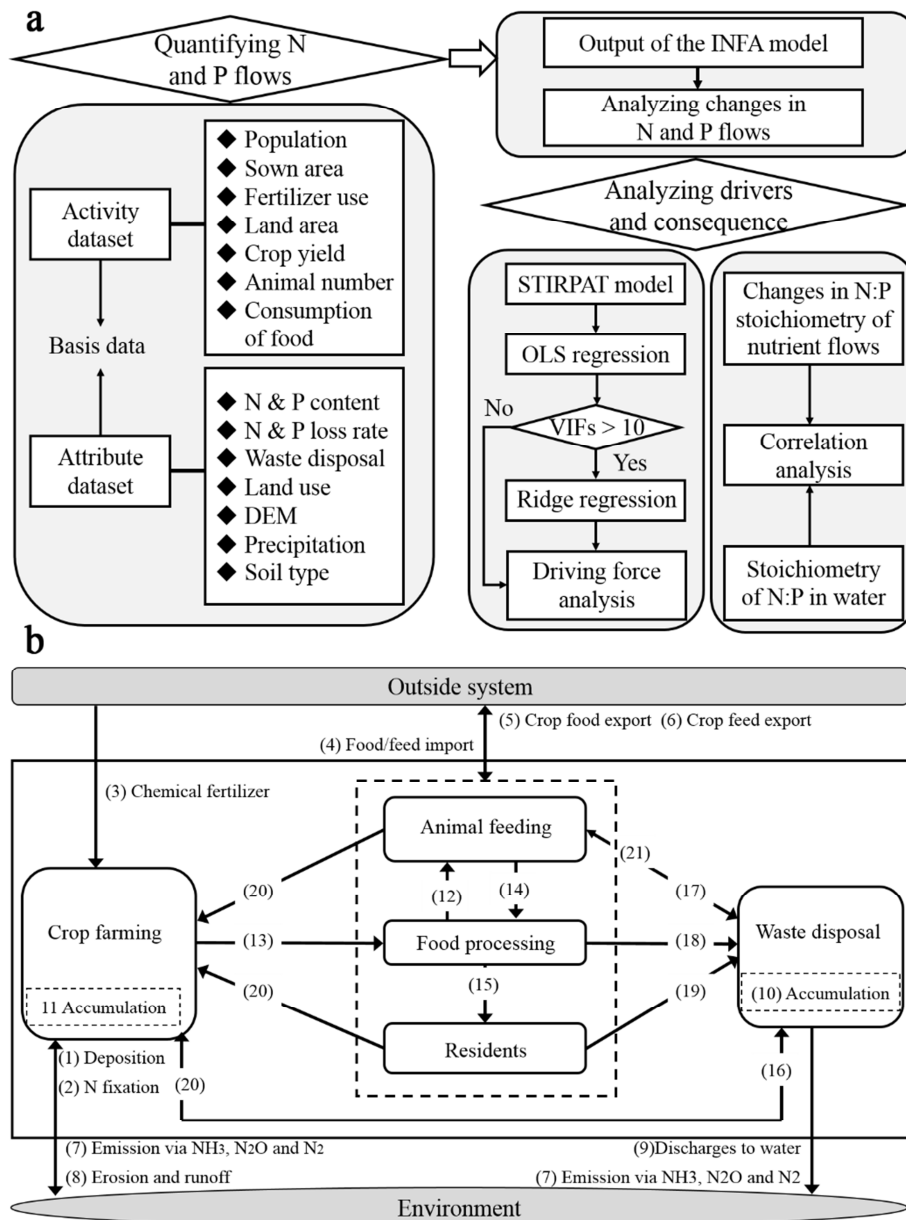 a
Quantifying N
and P flows
Output of the INFA model
Analyzing changes in
N and P flows
Activity
dataset
◆ Population
◆ Sown area
◆ Fertilizer use
◆ Land area
◆ Crop yield
◆ Animal number
◆ Consumption
of food
Basis data
Attribute
dataset
◆ N & P content
◆ N & P loss rate
◆ Waste disposal
◆ Land use
◆ DEM
◆ Precipitation
◆ Soil type
Analyzing drivers
and consequence
STIRPAT model
OLS regression
No
VIFs > 10
Yes
Ridge regression
Driving force
analysis
Changes in N:P
stoichiometry of
nutrient flows
Correlation
analysis
Stoichiometry
of N:P in water
b
Outside system
(5) Crop food export (6) Crop feed export
(4) Food/feed import
(3) Chemical fertilizer
Animal feeding
(20)
(12)
(14)
(21)
(17)
Crop farming
(13)
Food processing
(18)
Waste disposal
11 Accumulation
(20)
(15)
(19)
(10) Accumulation
Residents
(1) Deposition
(2) N fixation
(20)
(16)
(7) Emission via NH3, N2O and N2
(8) Erosion and runoff
(9)Discharges to water
(7) Emission via NH3, N2O and N2
Environment